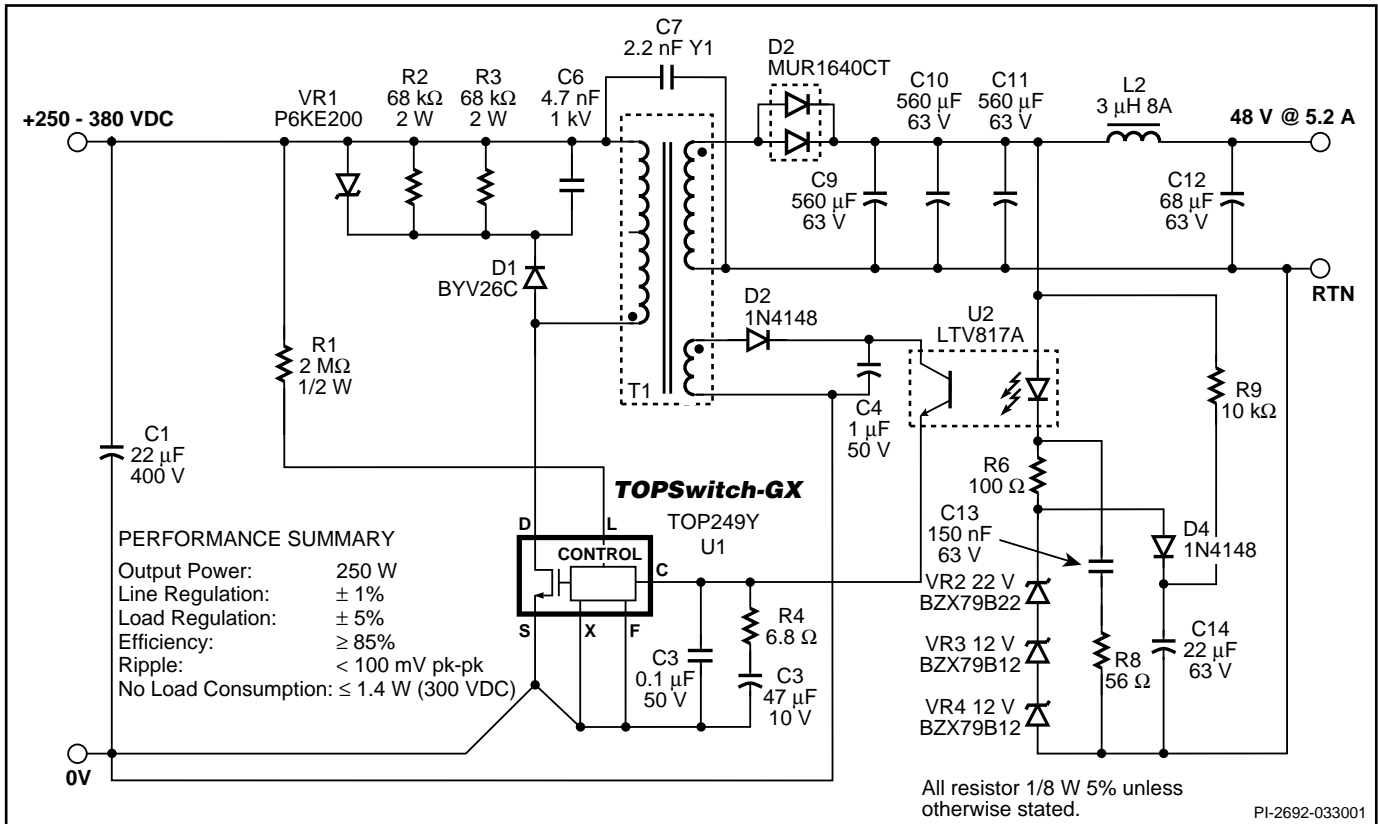 C7
2.2 nF Y1
D2
MUR1640CT
VR1
P6KE200
R2
68 kΩ
2 W
R3
68 kΩ
2 W
C6
4.7 nF
1 kV
C10
560 µF
63 V
C11
560 µF
63 V
L2
3 µH 8A
+250 - 380 VDC
48 V @ 5.2 A
C9
560 µF
63 V
C12
68 µF
63 V
D1
BYV26C
RTN
D2
1N4148
U2
LTV817A
R1
2 MΩ
1/2 W
T1
C4
1 µF
50 V
R9
10 kΩ
C1
22 µF
400 V
R6
100 Ω
TOPSwitch-GX
TOP249Y
U1
C13
150 nF
63 V
D4
1N4148
D
L
CONTROL
C
S
X
F
PERFORMANCE SUMMARY
Output Power: 250 W
Line Regulation: ± 1%
Load Regulation: ± 5%
Efficiency: ≥ 85%
Ripple: < 100 mV pk-pk
No Load Consumption: ≤ 1.4 W (300 VDC)
VR2 22 V
BZX79B22
R4
6.8 Ω
C3
0.1 µF
50 V
C3
47 µF
10 V
VR3 12 V
BZX79B12
R8
56 Ω
C14
22 µF
63 V
VR4 12 V
BZX79B12
0V
All resistor 1/8 W 5% unless
otherwise stated.
PI-2692-033001